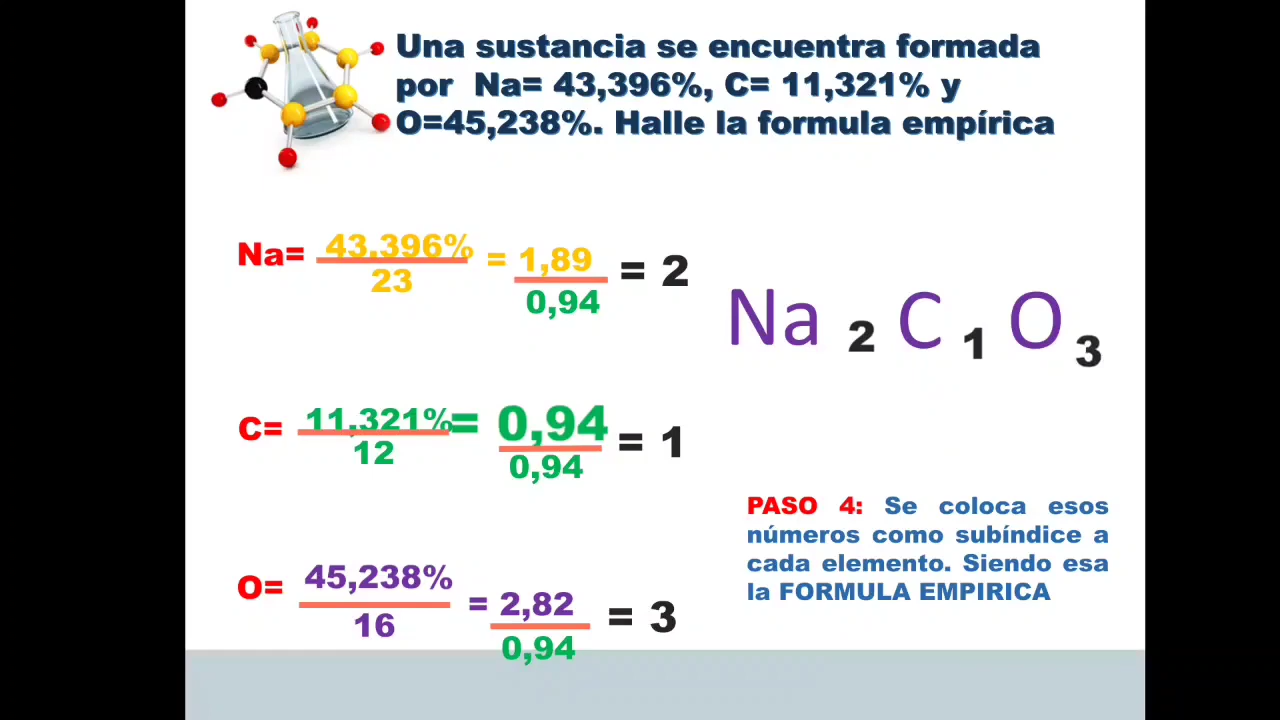 Una sustancia se encuentra formada
por Na= 43,396%, C= 11,321% y
O=45,238%. Halle la formula empírica
Na= 43,396% = 1,89 = 2
23 0,94
Na 2 C 1 O 3
C= 11,321% = 0,94 = 1
12 0,94
PASO 4: Se coloca esos
números como subíndice a
cada elemento. Siendo esa
la FORMULA EMPIRICA
O= 45,238% = 2,82 = 3
16 0,94